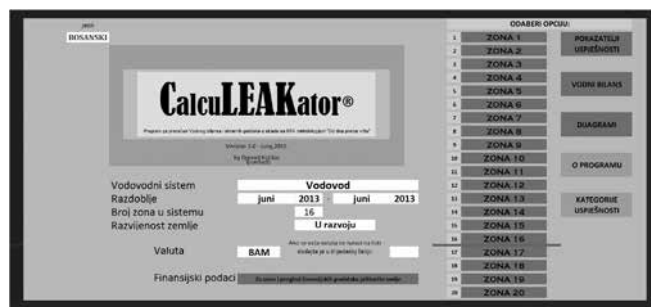 JEZIK
BOSANSKI
CalcuLEAKator®
Verzija
Vodovodni sistem Vodovod
Razdoblje juni 2013 - juni 2013
Broj zona u sistemu 16
Razvijenost zemlje U razvoju
Valuta BAM
Finansijski podaci
ODABERI OPCIJU:
1 ZONA 1
2 ZONA 2
3 ZONA 3
4 ZONA 4
5 ZONA 5
6 ZONA 6
7 ZONA 7
8 ZONA 8
9 ZONA 9
10 ZONA 10
11 ZONA 11
12 ZONA 12
13 ZONA 13
14 ZONA 14
15 ZONA 15
16 ZONA 16
17 ZONA 17
18 ZONA 18
19 ZONA 19
20 ZONA 20
POKAZATELJI
USPJEŠNOSTI
VODNI BILANS
DIJAGRAMI
O PROGRAMU
KATEGORIJE
USPJEŠNOSTI